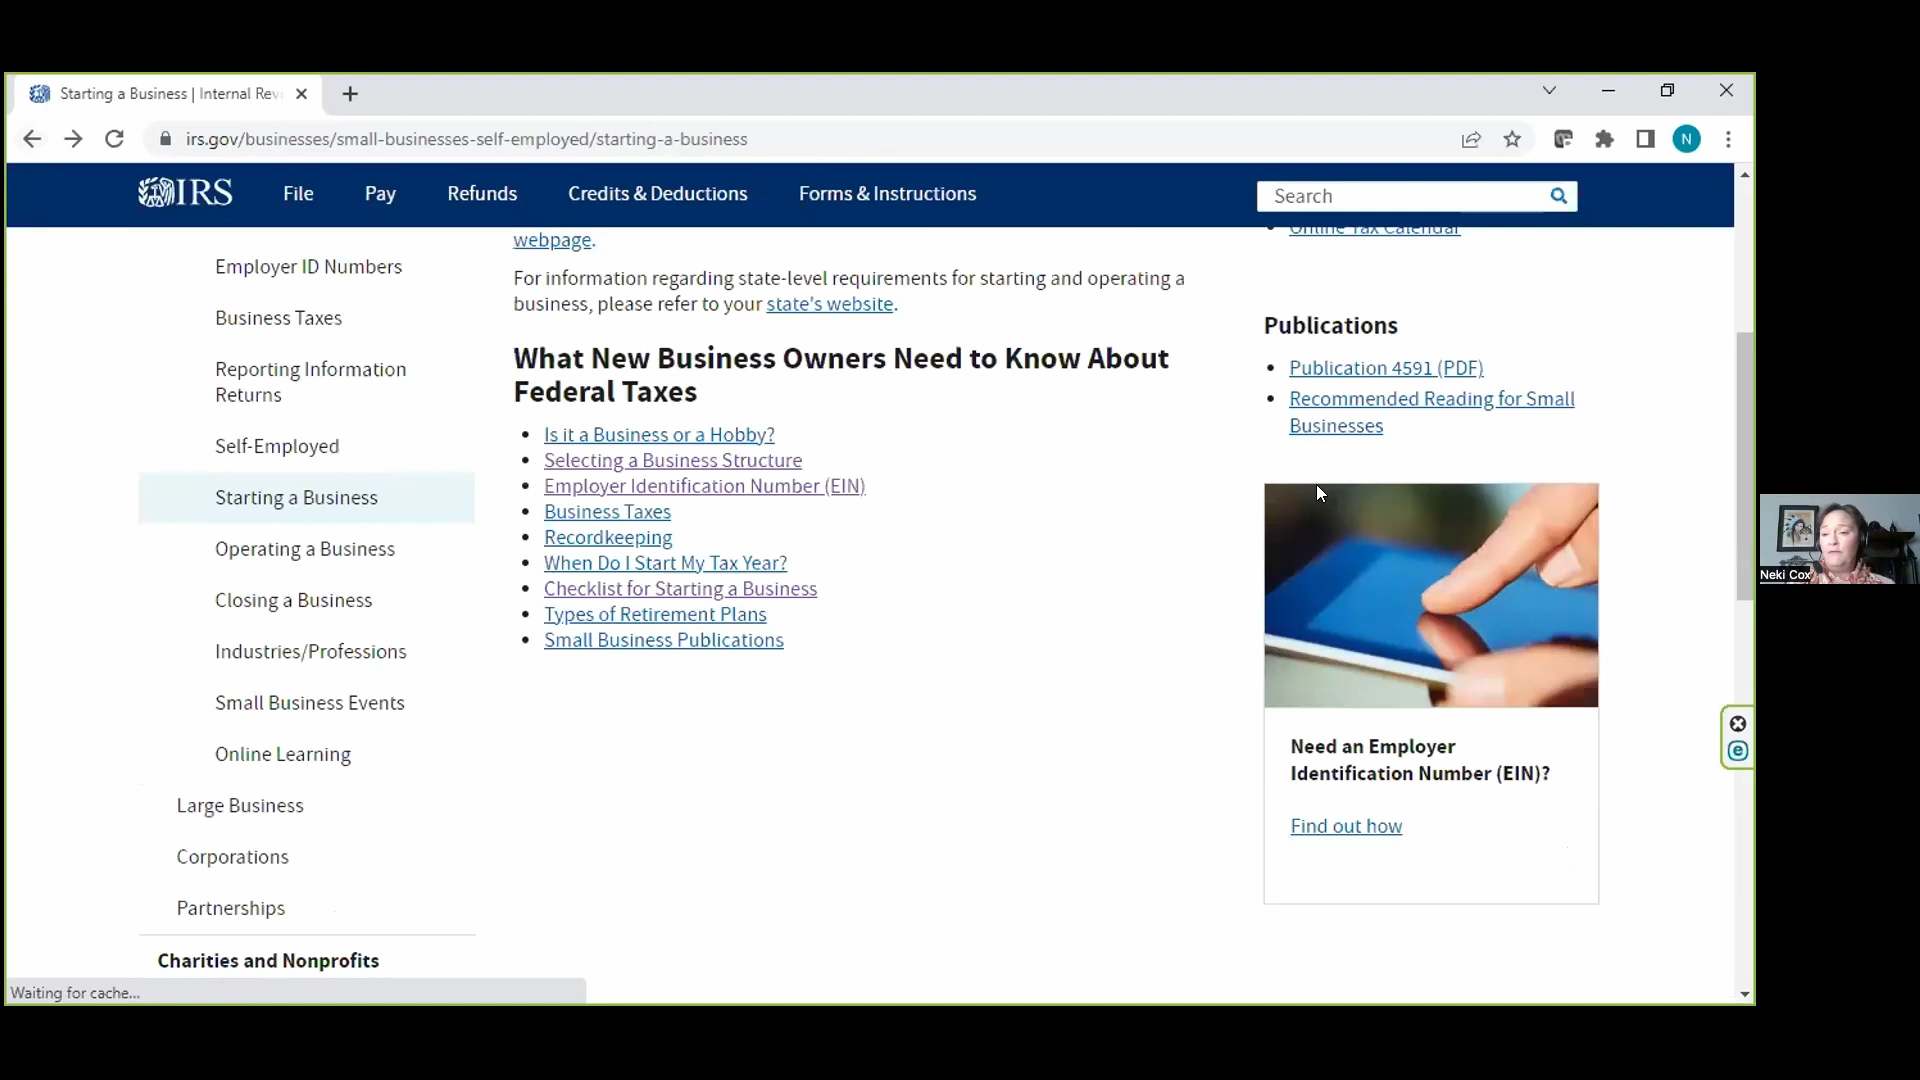 Starting a Business | Internal Rev
irs.gov/businesses/small-businesses-self-employed/starting-a-business
N
IRS
File
Pay
Refunds
Credits & Deductions
Forms & Instructions
Search
Employer ID Numbers
Business Taxes
Reporting Information
Returns
Self-Employed
Starting a Business
Operating a Business
Closing a Business
Industries/Professions
Small Business Events
Online Learning
Large Business
Corporations
Partnerships
Charities and Nonprofits
webpage.
For information regarding state-level requirements for starting and operating a
business, please refer to your state's website.
What New Business Owners Need to Know About
Federal Taxes
Is it a Business or a Hobby?
Selecting a Business Structure
Employer Identification Number (EIN)
Business Taxes
Recordkeeping
When Do I Start My Tax Year?
Checklist for Starting a Business
Types of Retirement Plans
Small Business Publications
Online Tax Calendar
Publications
Publication 4591 (PDF)
Recommended Reading for Small
Businesses
Need an Employer
Identification Number (EIN)?
Find out how
Neki Cox
Waiting for cache...